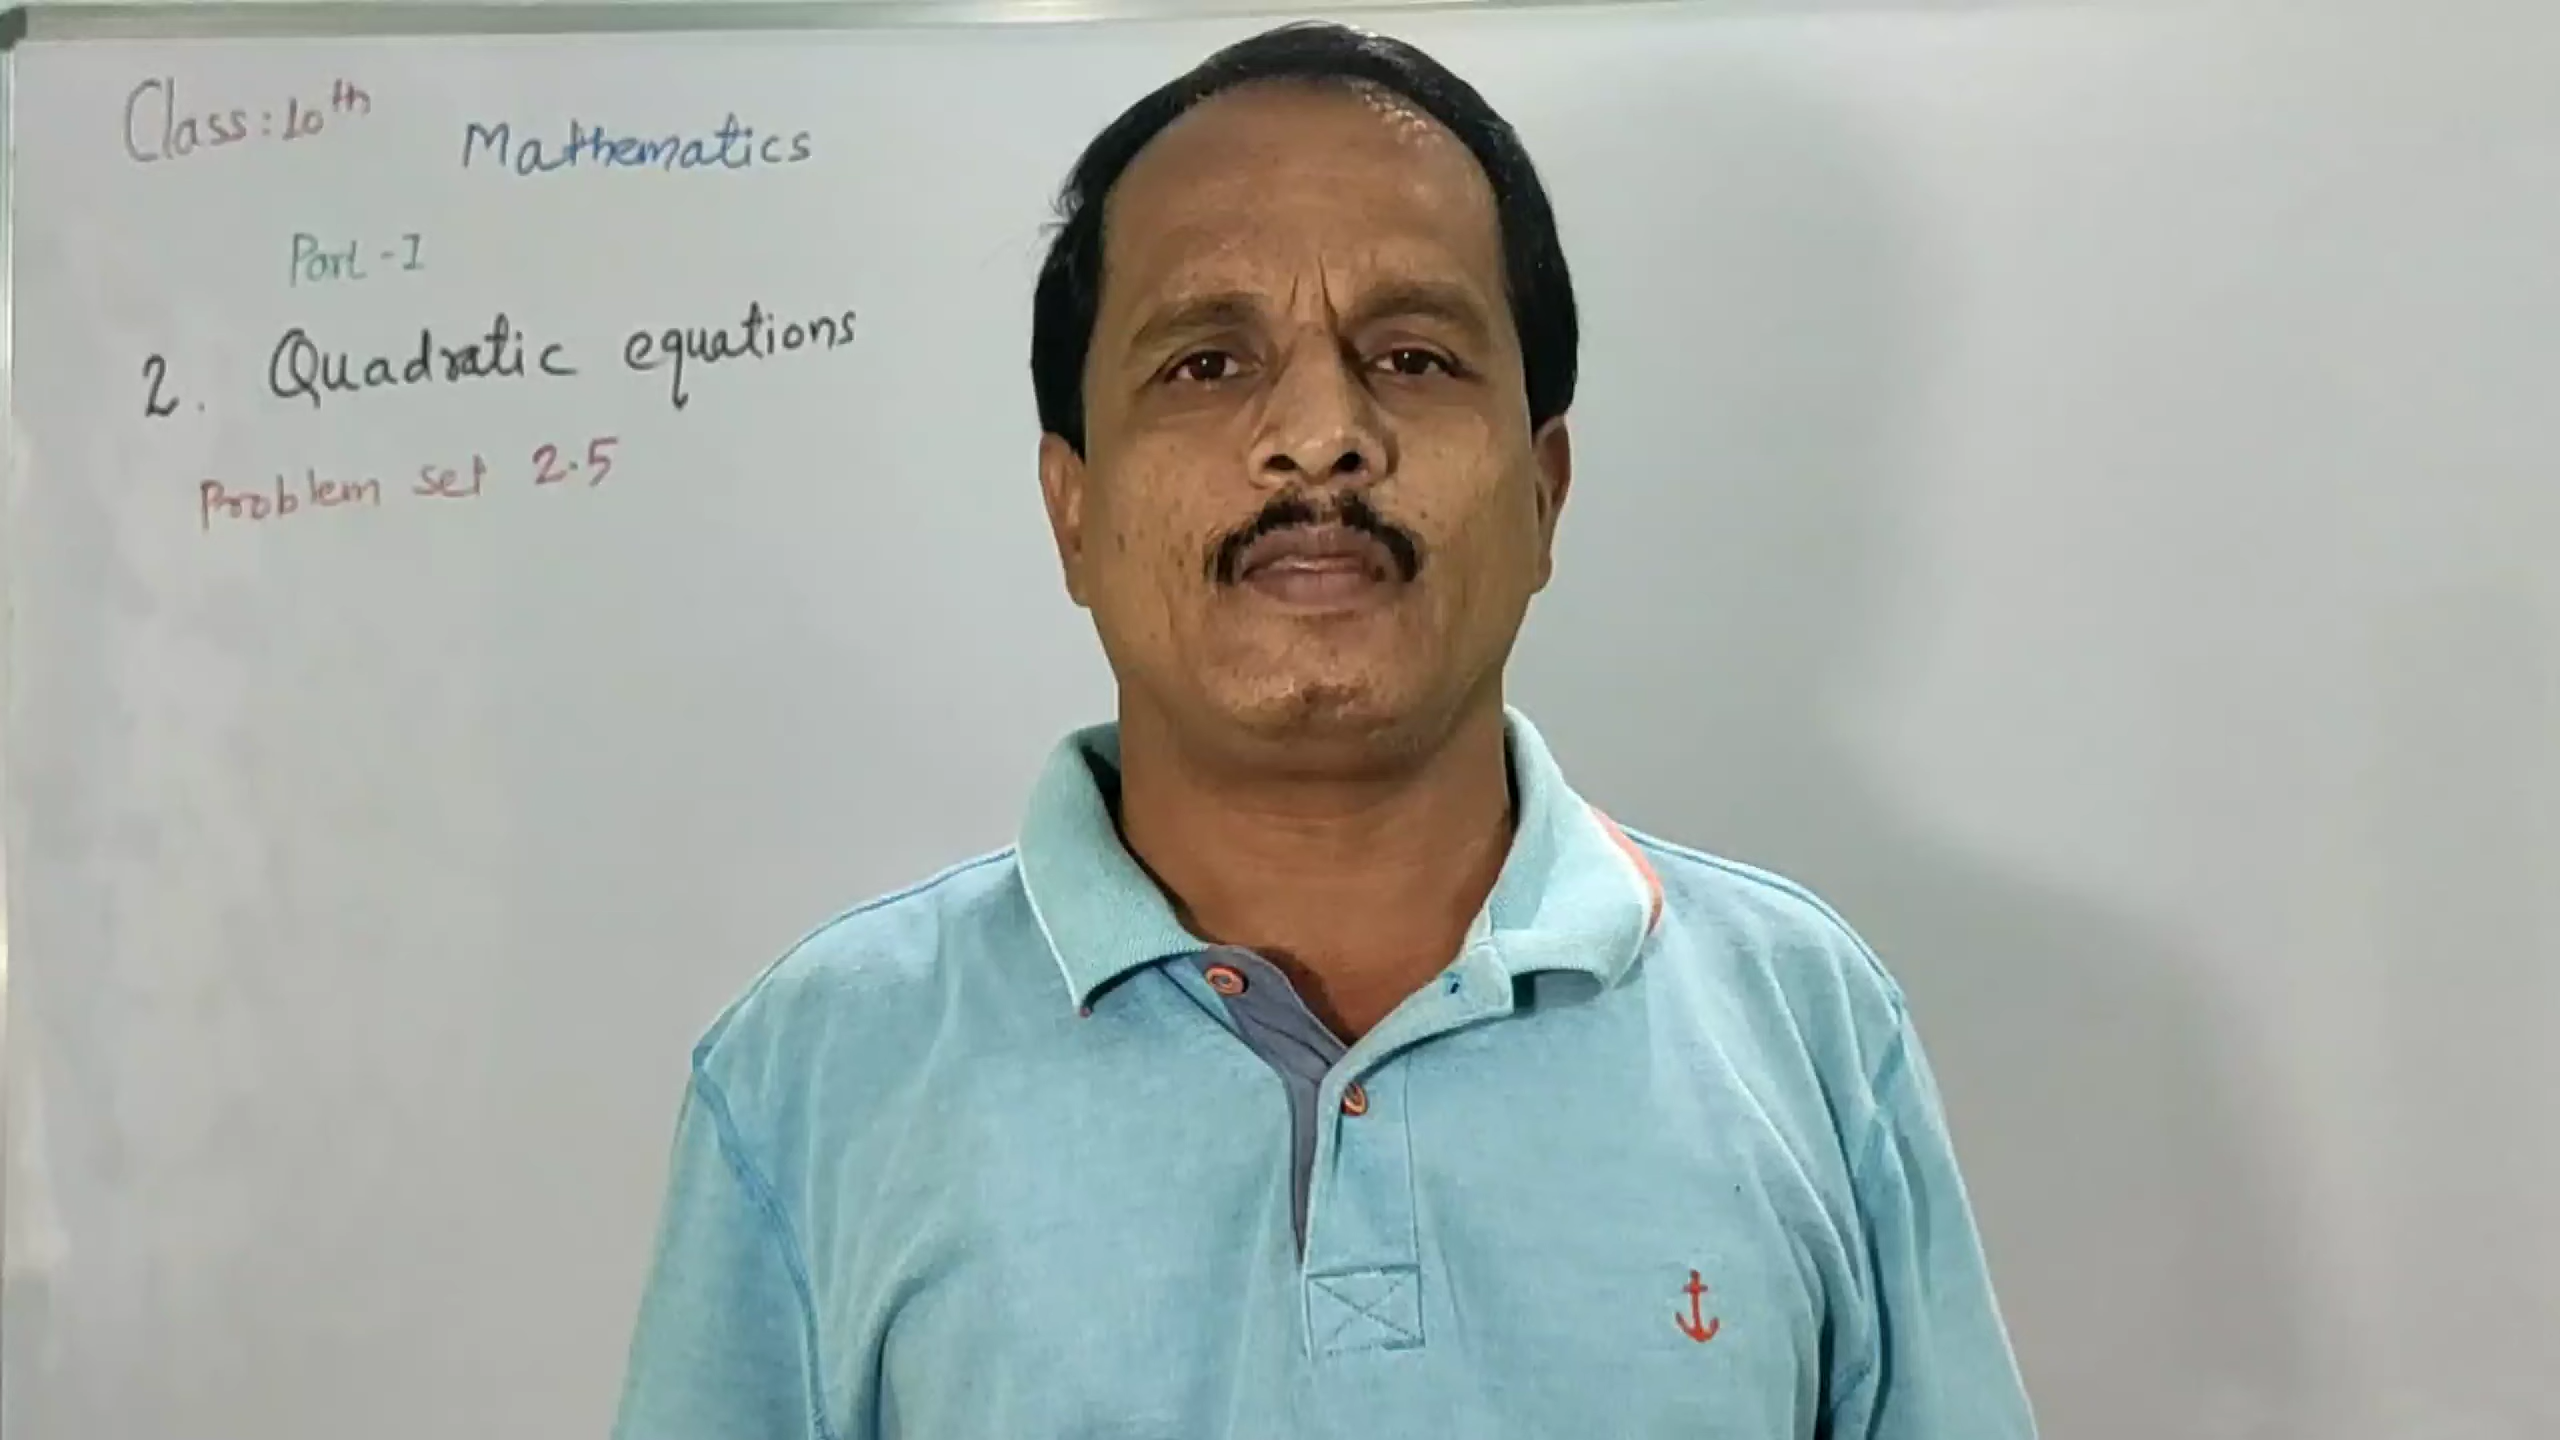 Class: 10th
Mathematics
Part - I
2. Quadratic equations
Problem set 2.5